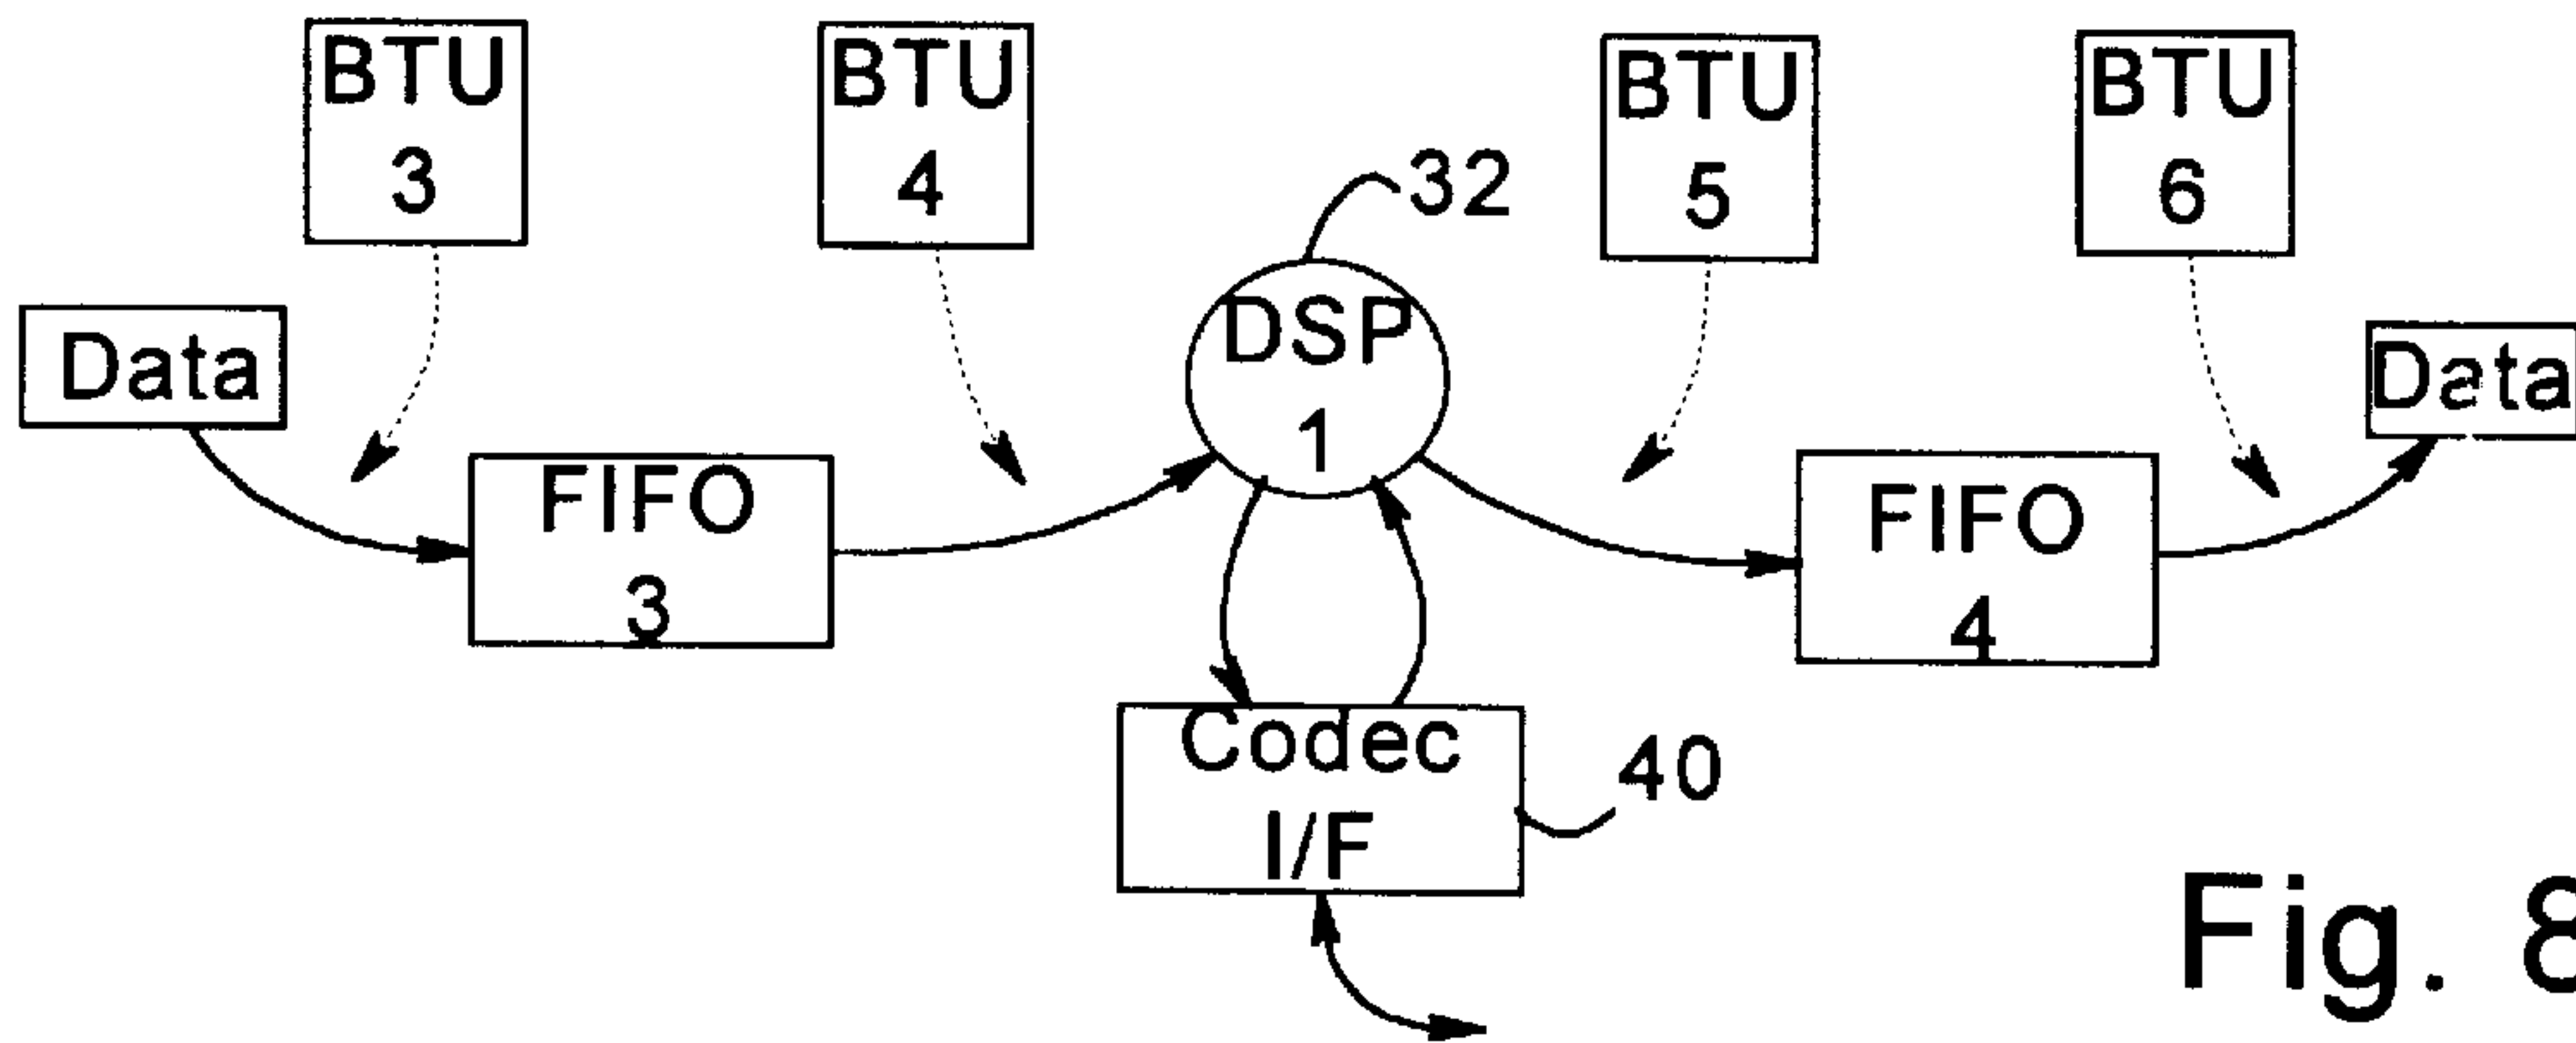 BTU
3
BTU
4
BTU
5
BTU
6
32
Data
DSP
1
Data
FIFO
3
FIFO
4
Codec
I/F
40
Fig. 8